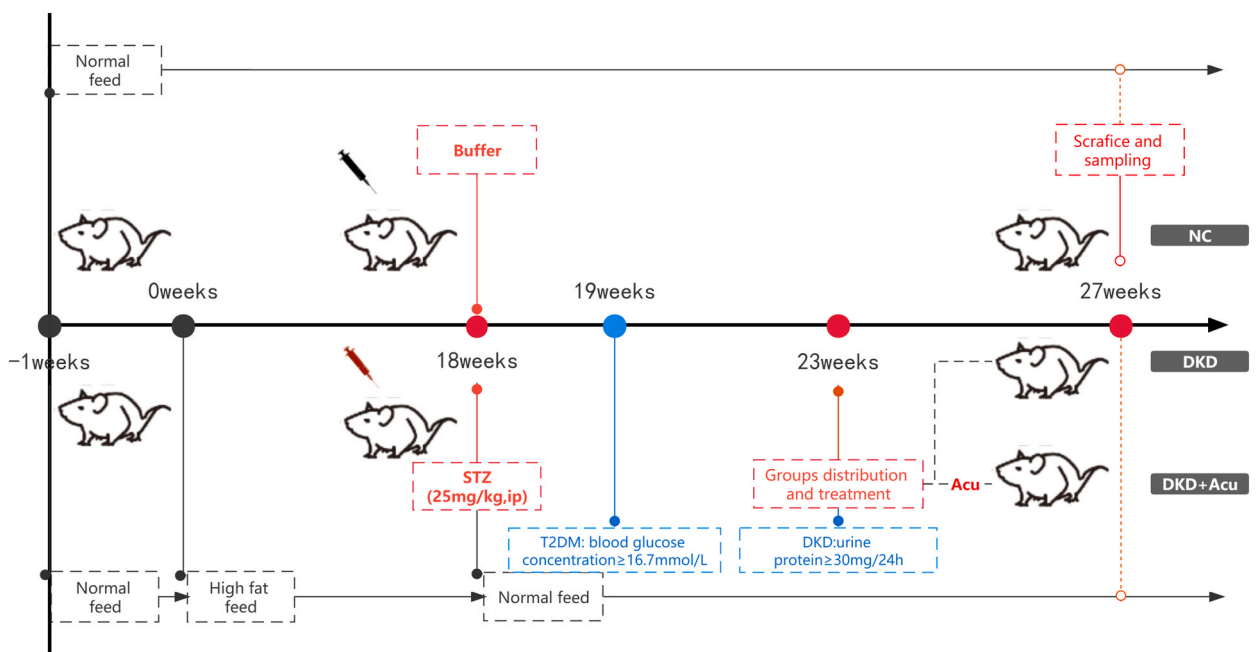 Normal
feed
Buffer
Scrafice and
sampling
NC
0weeks
19weeks
27weeks
-1weeks
18weeks
23weeks
DKD
STZ
(25mg/kg,ip)
Groups distribution
and treatment
Acu
DKD+Acu
T2DM: blood glucose
concentration≥16.7mmol/L
DKD:urine
protein≥30mg/24h
Normal
feed
High fat
feed
Normal feed